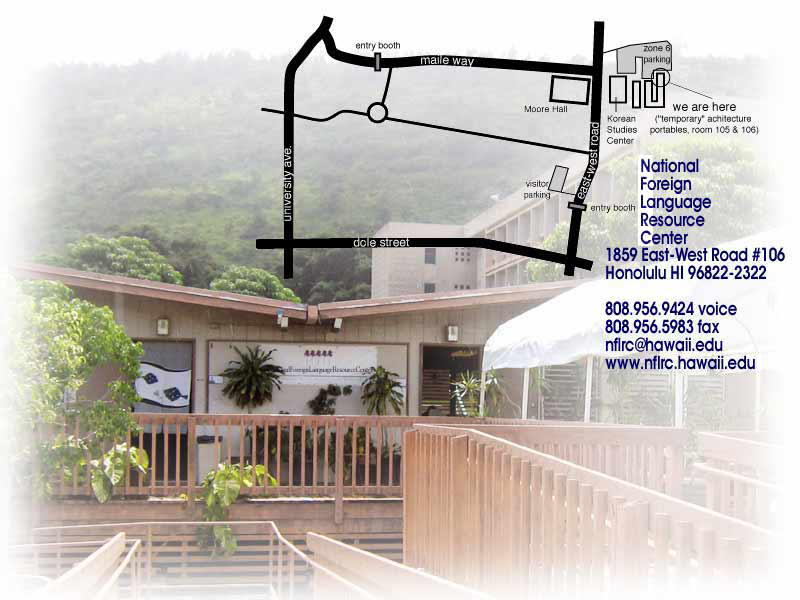 entry booth
maile way
zone 6
parking
Moore Hall
we are here
("temporary" achitecture
portables, room 105 & 106)
Korean
Studies
Center
university ave.
east-west road
visitor
parking
entry booth
dole street
National
Foreign
Language
Resource
Center
1859 East-West Road #106
Honolulu HI 96822-2322
808.956.9424 voice
808.956.5983 fax
nflrc@hawaii.edu
www.nflrc.hawaii.edu
ForeignLanguageResourceCenter